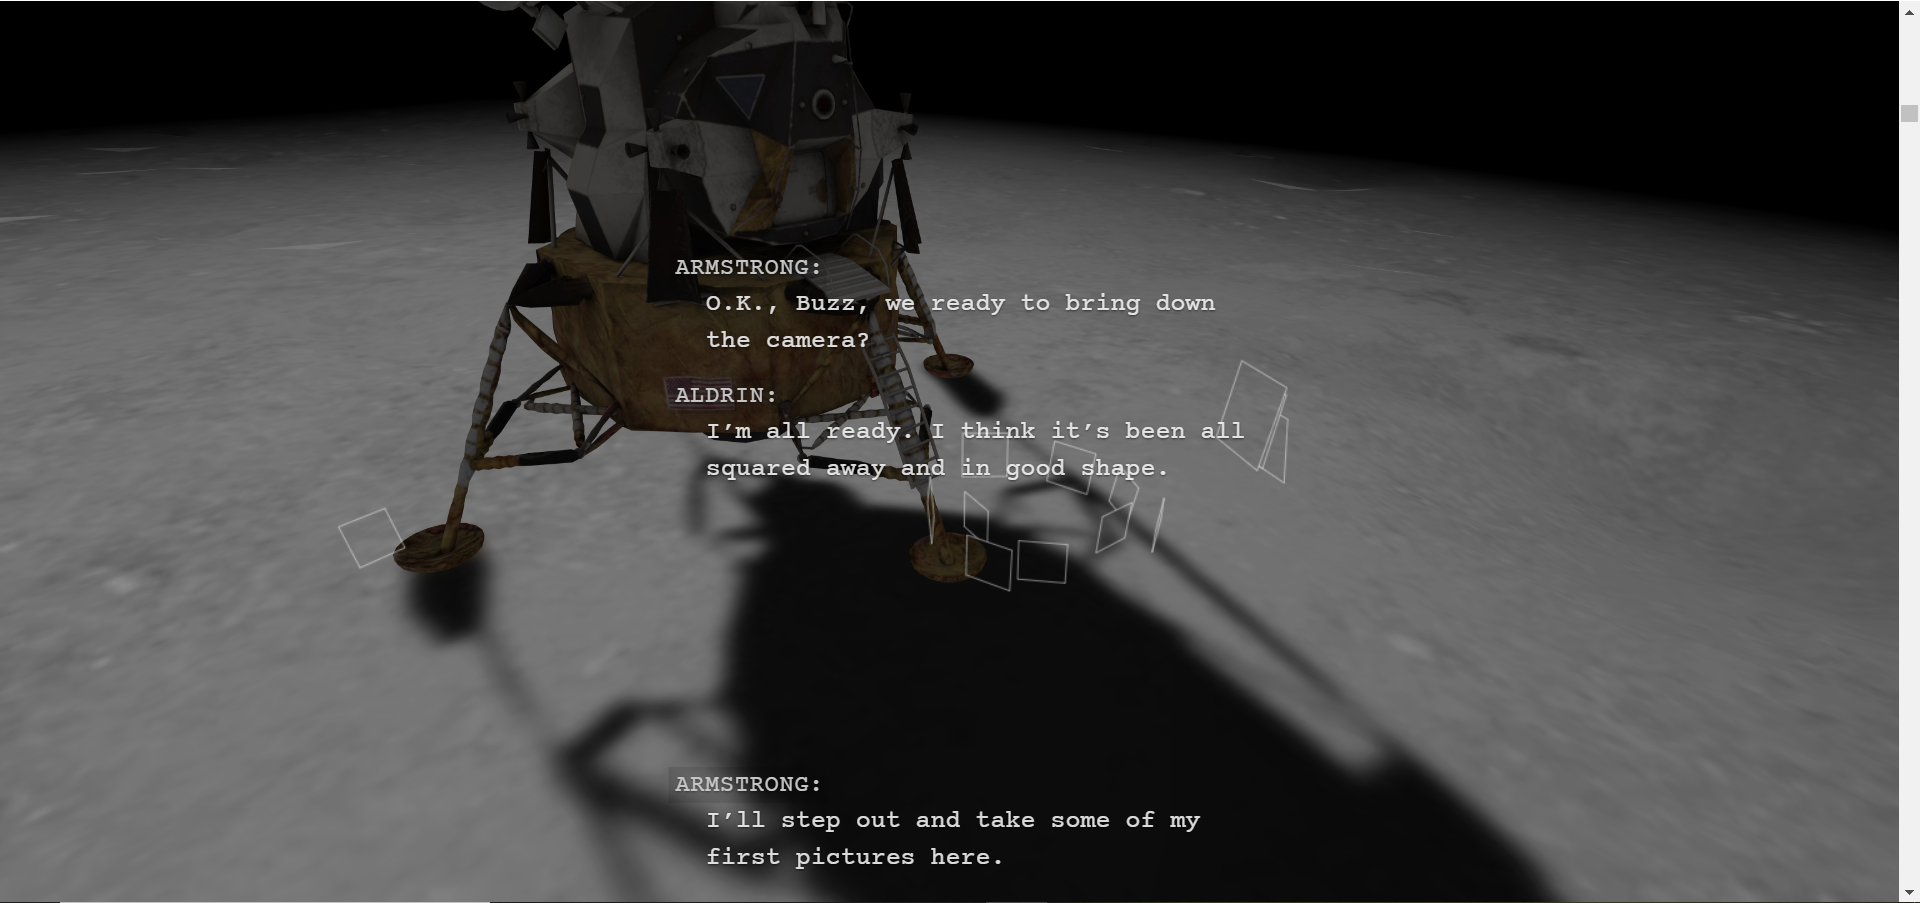 ARMSTRONG:
O.K., Buzz, we ready to bring down
the camera?
ALDRIN:
I’m all ready. I think it’s been all
squared away and in good shape.
ARMSTRONG:
I’ll step out and take some of my
first pictures here.